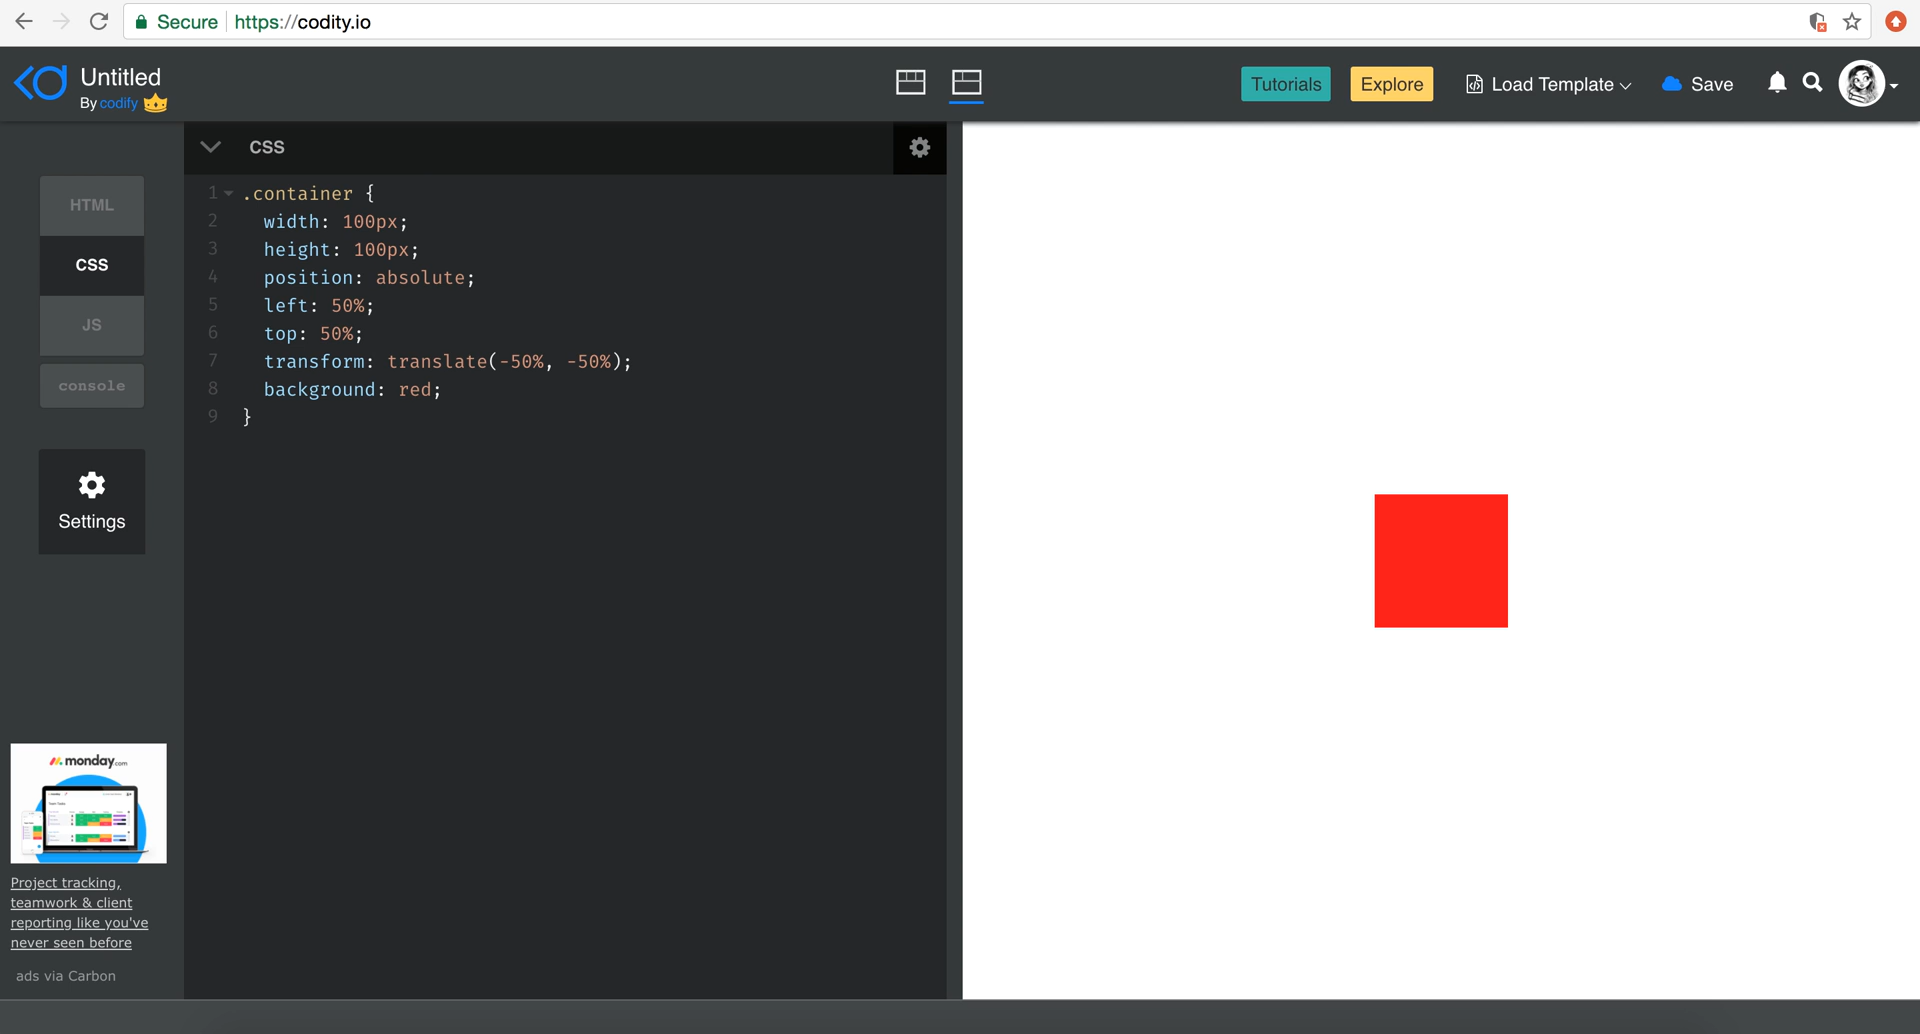 Secure https://codity.io
Untitled
By codify
Tutorials
Explore
Load Template
Save
HTML
CSS
JS
console
Settings
CSS
1 .container {
2 width: 100px;
3 height: 100px;
4 position: absolute;
5 left: 50%;
6 top: 50%;
7 transform: translate(-50%, -50%);
8 background: red;
9 }
monday.com
Project tracking,
teamwork & client
reporting like you've
never seen before
ads via Carbon